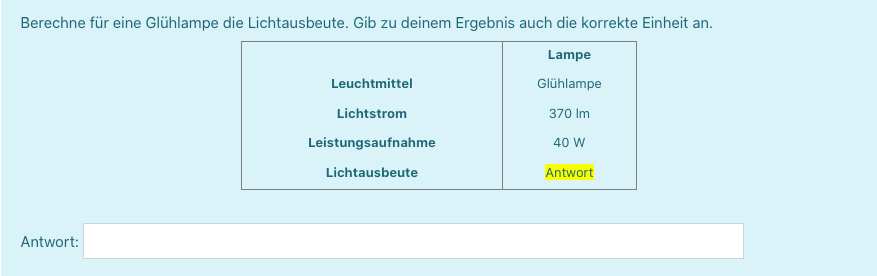 Berechne für eine Glühlampe die Lichtausbeute. Gib zu deinem Ergebnis auch die korrekte Einheit an.
Lampe
Leuchtmittel Glühlampe
Lichtstrom 370 lm
Leistungsaufnahme 40 W
Lichtausbeute Antwort
Antwort: